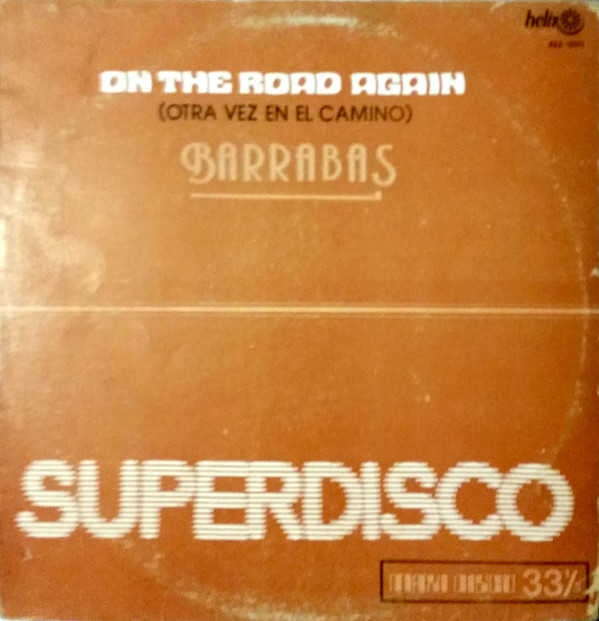 helix
ON THE ROAD AGAIN
(OTRA VEZ EN EL CAMINO)
BARRABAS
SUPERDISCO
33⅓